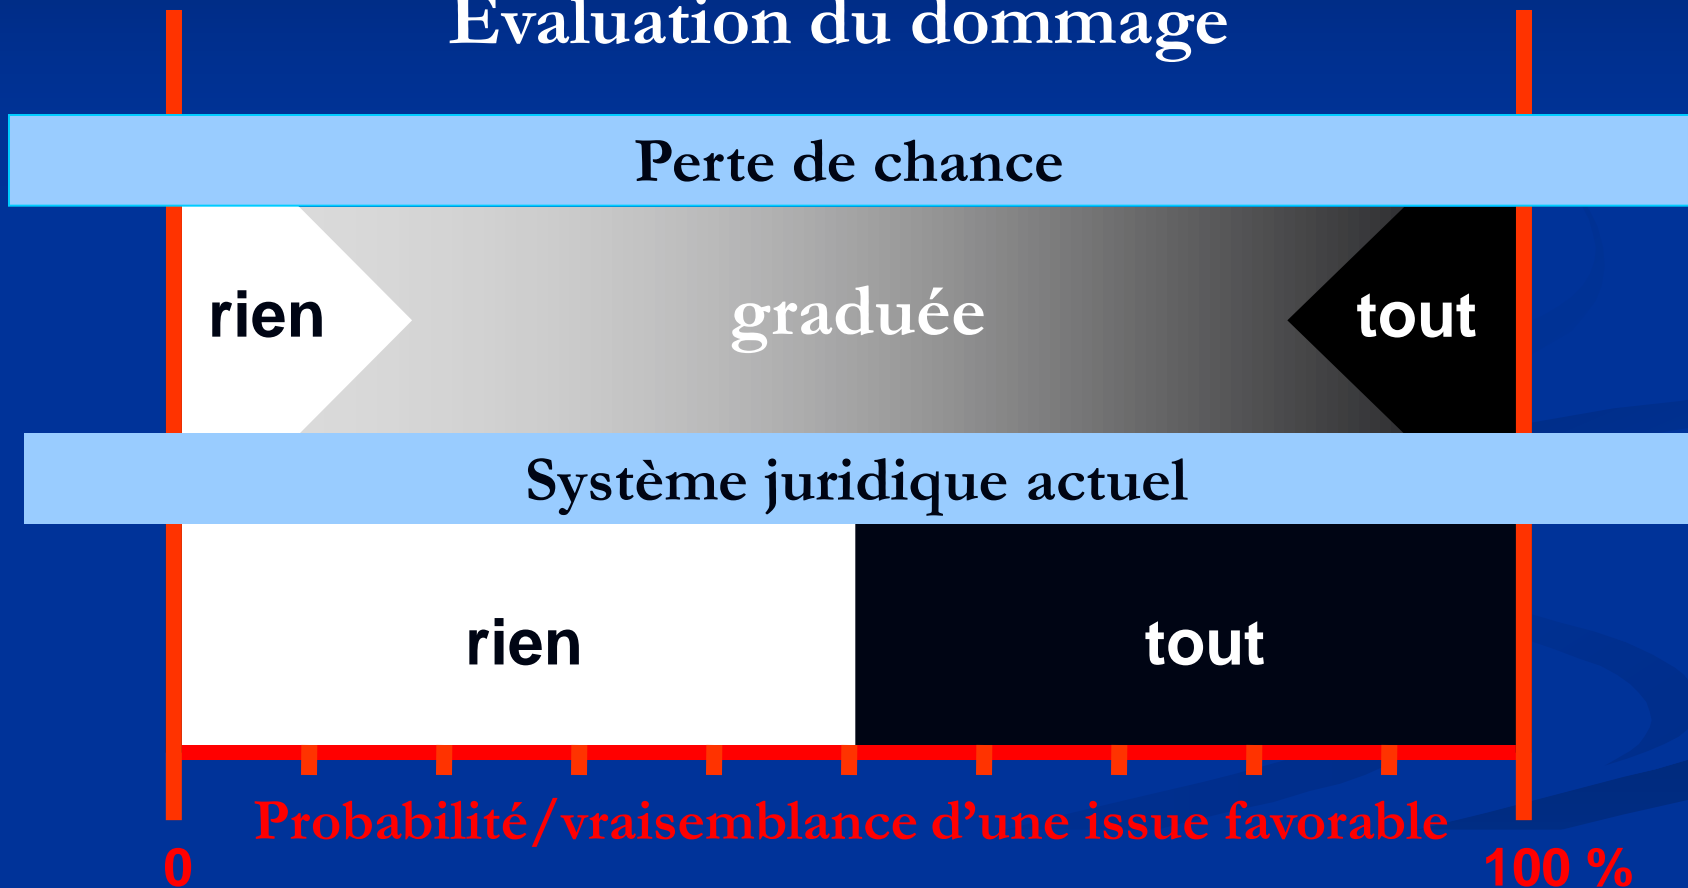 Evaluation du dommage
Perte de chance
rien graduée tout
Système juridique actuel
rien tout
Probabilité/vraisemblance d’une issue favorable
0 100 %